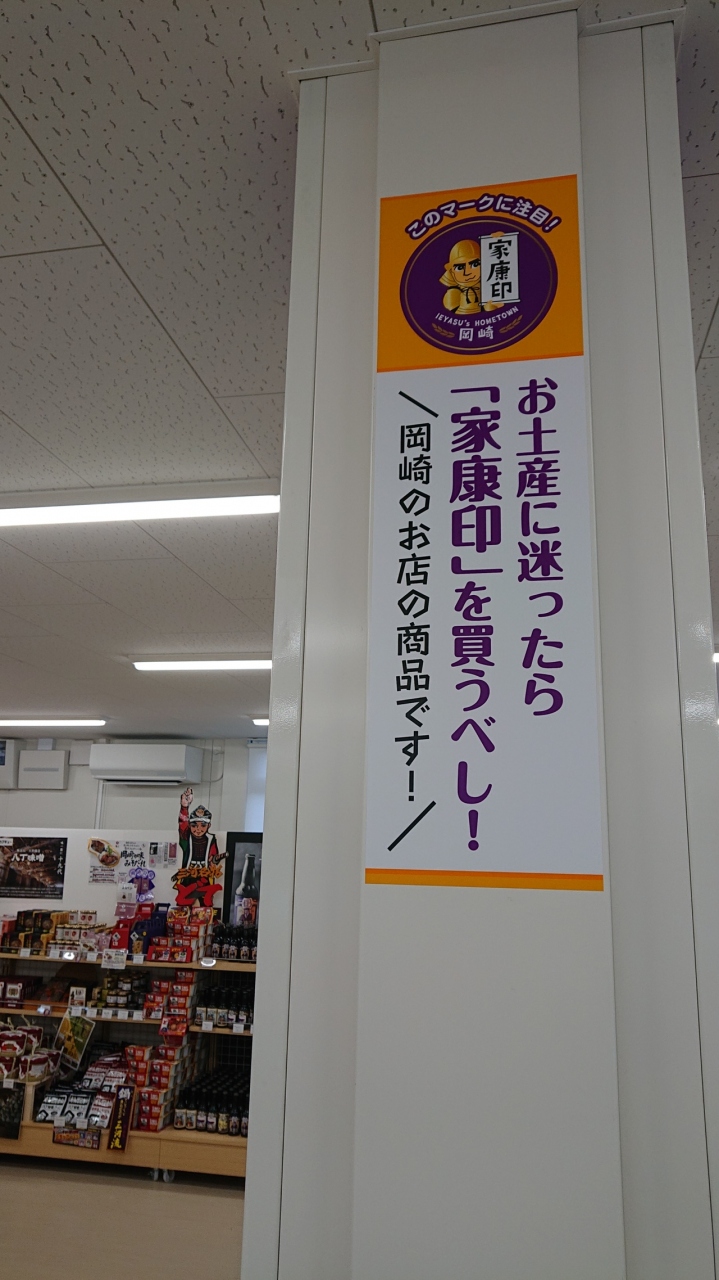 このマークに注目!
家康印
IEYASU's HOMETOWN
岡崎
お土産に迷ったら
「家康印」を買うべし!
\岡崎のお店の商品です!/
八丁味噌